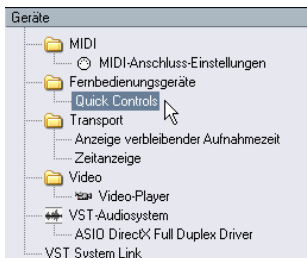 Geräte
MIDI
MIDI-Anschluss-Einstellungen
Fernbedienungsgeräte
Quick Controls
Transport
Anzeige verbleibender Aufnahmezeit
Zeitanzeige
Video
Video-Player
VST-Audiosystem
ASIO DirectX Full Duplex Driver
VST System Link